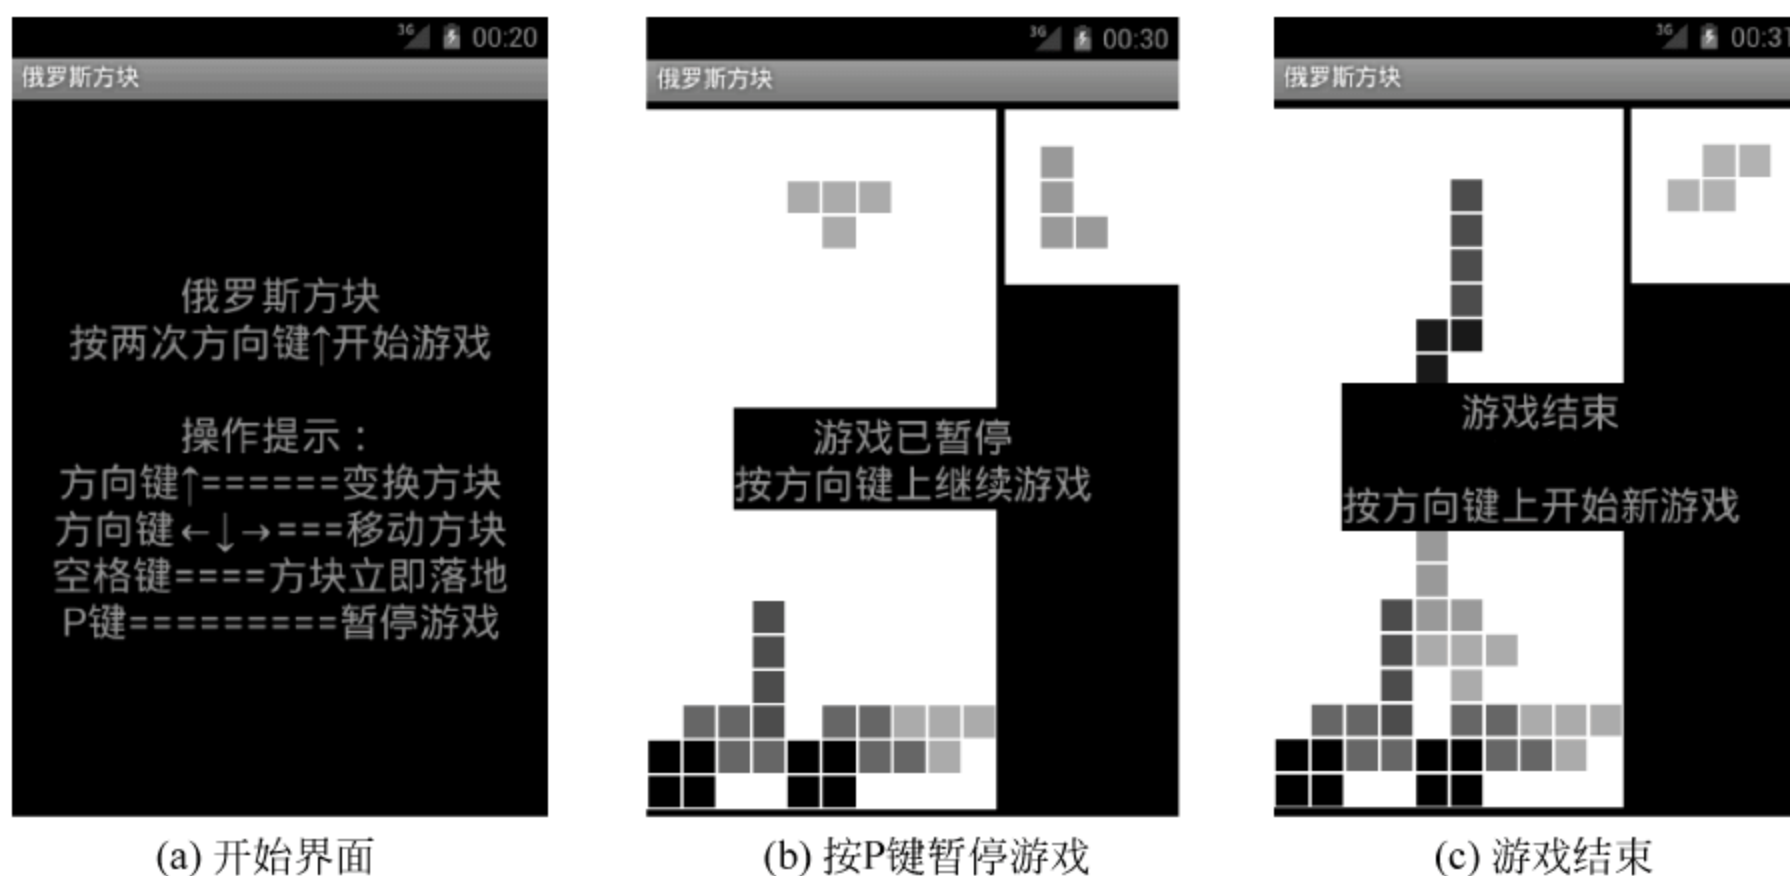 3G 00:20
俄罗斯方块
俄罗斯方块
按两次方向键↑开始游戏
操作提示：
方向键↑======变换方块
方向键←↓→===移动方块
空格键====方块立即落地
P键=========暂停游戏
(a) 开始界面
3G 00:30
俄罗斯方块
游戏已暂停
按方向键上继续游戏
(b) 按P键暂停游戏
3G 00:31
俄罗斯方块
游戏结束
按方向键上开始新游戏
(c) 游戏结束